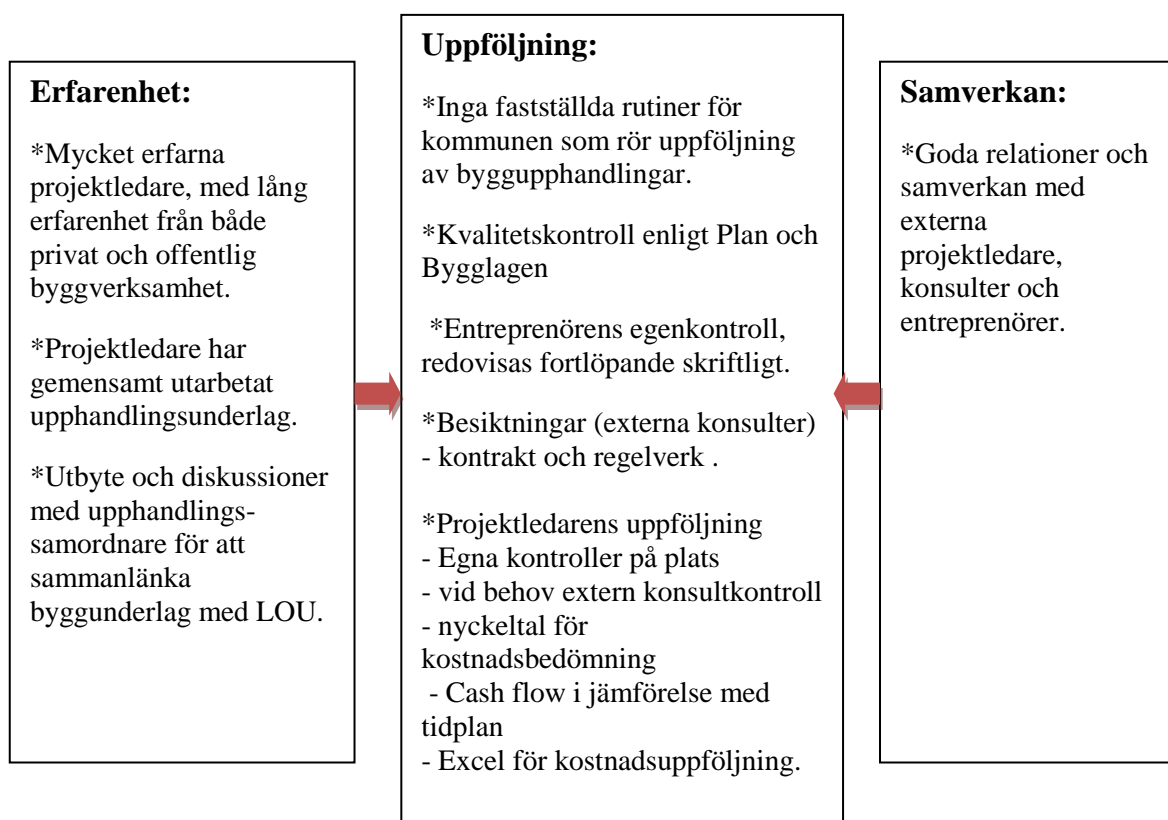 Erfarenhet:
*Mycket erfarna
projektledare, med lång
erfarenhet från både
privat och offentlig
byggverksamhet.
*Projektledare har
gemensamt utarbetat
upphandlingsunderlag.
*Utbyte och diskussioner
med upphandlings-
samordnare för att
sammanlänka
byggunderlag med LOU.
Uppföljning:
*Inga fastställda rutiner för
kommunen som rör uppföljning
av byggupphandlingar.
*Kvalitetskontroll enligt Plan och
Bygglagen
*Entreprenörens egenkontroll,
redovisas fortlöpande skriftligt.
*Besiktningar (externa konsulter)
- kontrakt och regelverk .
*Projektledarens uppföljning
- Egna kontroller på plats
- vid behov extern konsultkontroll
- nyckeltal för
kostnadsbedömning
- Cash flow i jämförelse med
tidplan
- Excel för kostnadsuppföljning.
Samverkan:
*Goda relationer och
samverkan med
externa
projektledare,
konsulter och
entreprenörer.